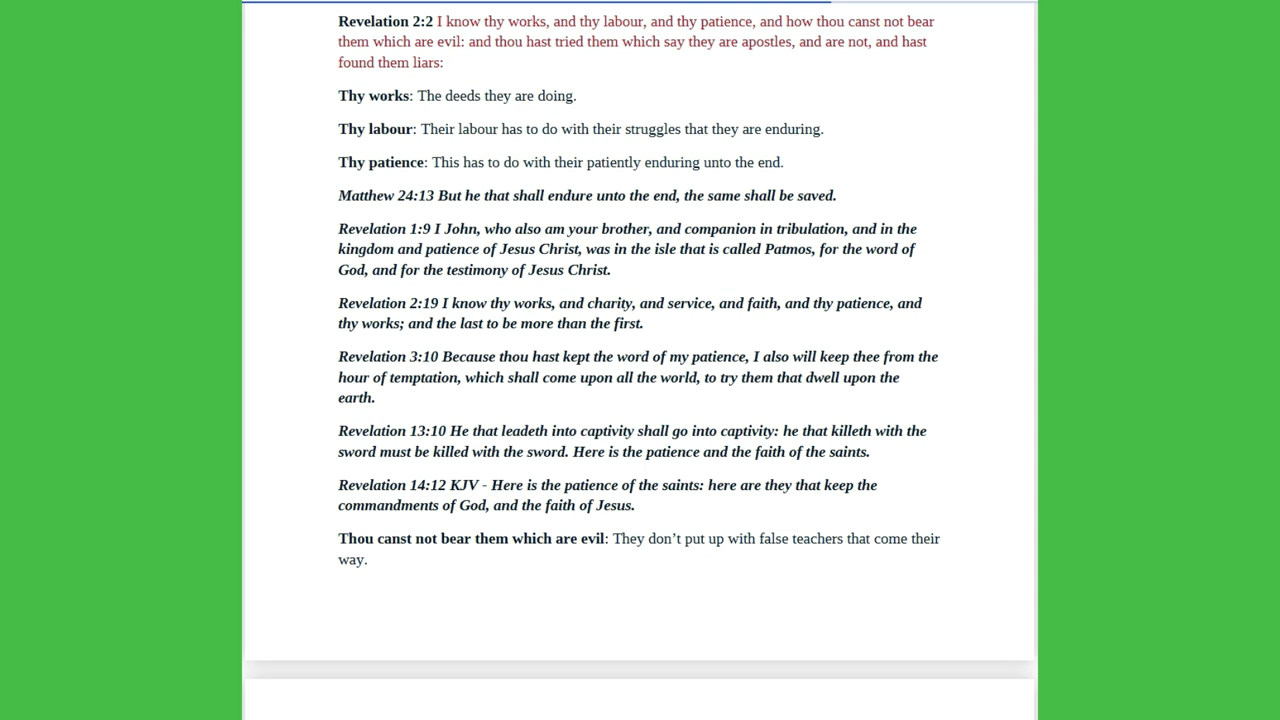 Revelation 2:2 I know thy works, and thy labour, and thy patience, and how thou canst not bear
them which are evil: and thou hast tried them which say they are apostles, and are not, and hast
found them liars:
Thy works: The deeds they are doing.
Thy labour: Their labour has to do with their struggles that they are enduring.
Thy patience: This has to do with their patiently enduring unto the end.
Matthew 24:13 But he that shall endure unto the end, the same shall be saved.
Revelation 1:9 I John, who also am your brother, and companion in tribulation, and in the
kingdom and patience of Jesus Christ, was in the isle that is called Patmos, for the word of
God, and for the testimony of Jesus Christ.
Revelation 2:19 I know thy works, and charity, and service, and faith, and thy patience, and
thy works; and the last to be more than the first.
Revelation 3:10 Because thou hast kept the word of my patience, I also will keep thee from the
hour of temptation, which shall come upon all the world, to try them that dwell upon the
earth.
Revelation 13:10 He that leadeth into captivity shall go into captivity: he that killeth with the
sword must be killed with the sword. Here is the patience and the faith of the saints.
Revelation 14:12 KJV - Here is the patience of the saints: here are they that keep the
commandments of God, and the faith of Jesus.
Thou canst not bear them which are evil: They don’t put up with false teachers that come their
way.